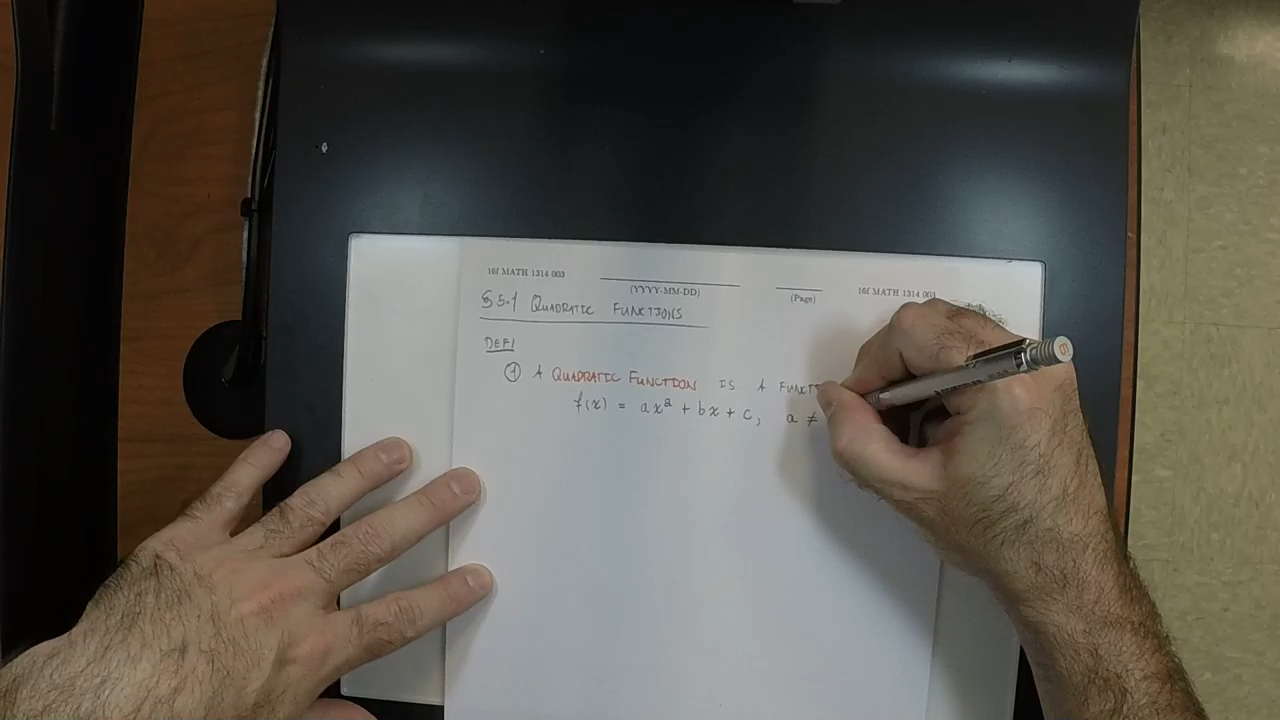 16f MATH 1314 003
(YYYY-MM-DD)
(Page)
16f MATH 1314 003
§5.1 QUADRATIC FUNCTIONS
DEF|
① A QUADRATIC FUNCTION IS A FUNCT
f(x) = ax² + bx + c, a ≠